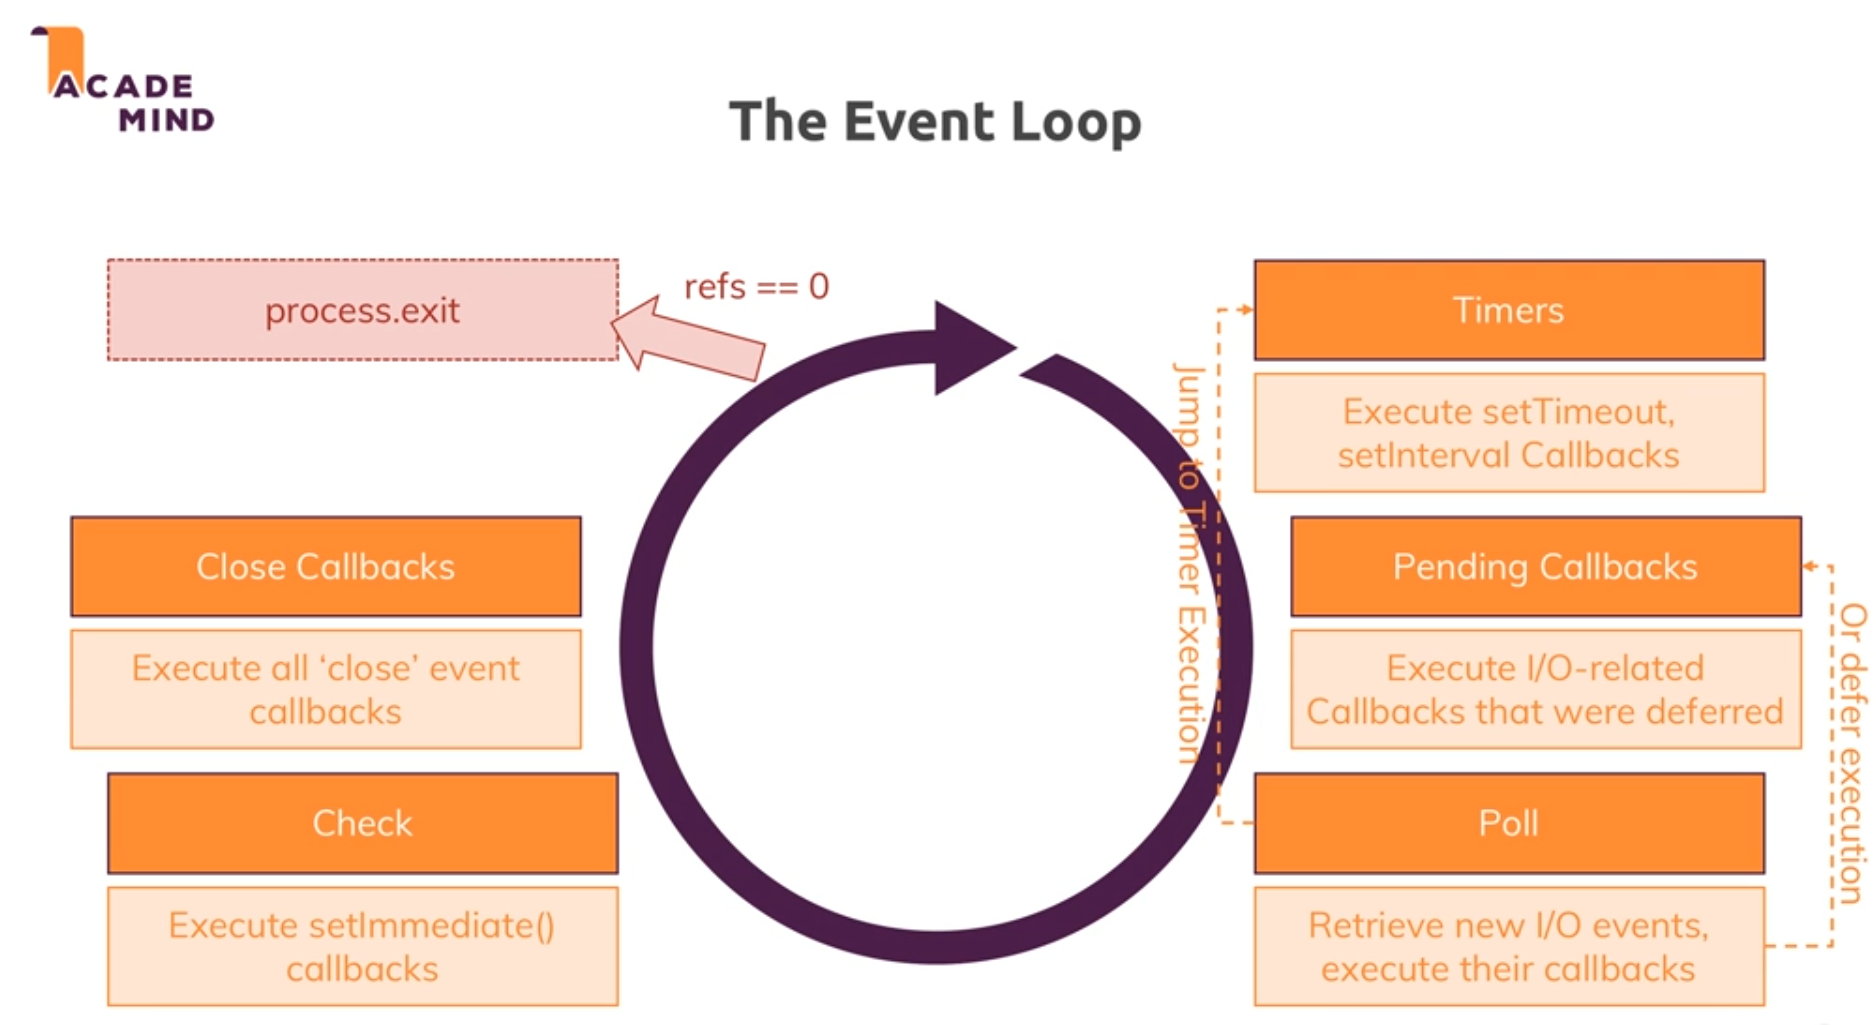 ACADE
MIND
The Event Loop
process.exit
refs == 0
Timers
Execute setTimeout,
setInterval Callbacks
Jump to Timer Execution
Close Callbacks
Execute all ‘close’ event
callbacks
Pending Callbacks
Execute I/O-related
Callbacks that were deferred
Or defer execution
Check
Execute setImmediate()
callbacks
Poll
Retrieve new I/O events,
execute their callbacks